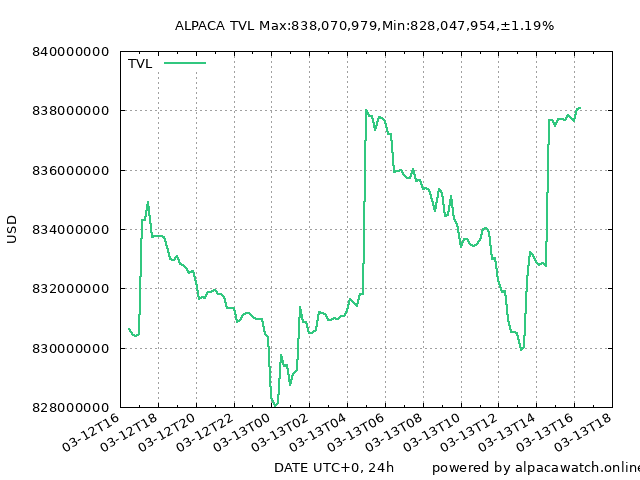 ALPACA TVL Max:838,070,979,Min:828,047,954,±1.19%
840000000
TVL
838000000
836000000
834000000
USD
832000000
830000000
828000000
03-12T16
03-12T18
03-12T20
03-12T22
03-13T00
03-13T02
03-13T04
03-13T06
03-13T08
03-13T10
03-13T12
03-13T14
03-13T16
03-13T18
DATE UTC+0, 24h
powered by alpacawatch.online